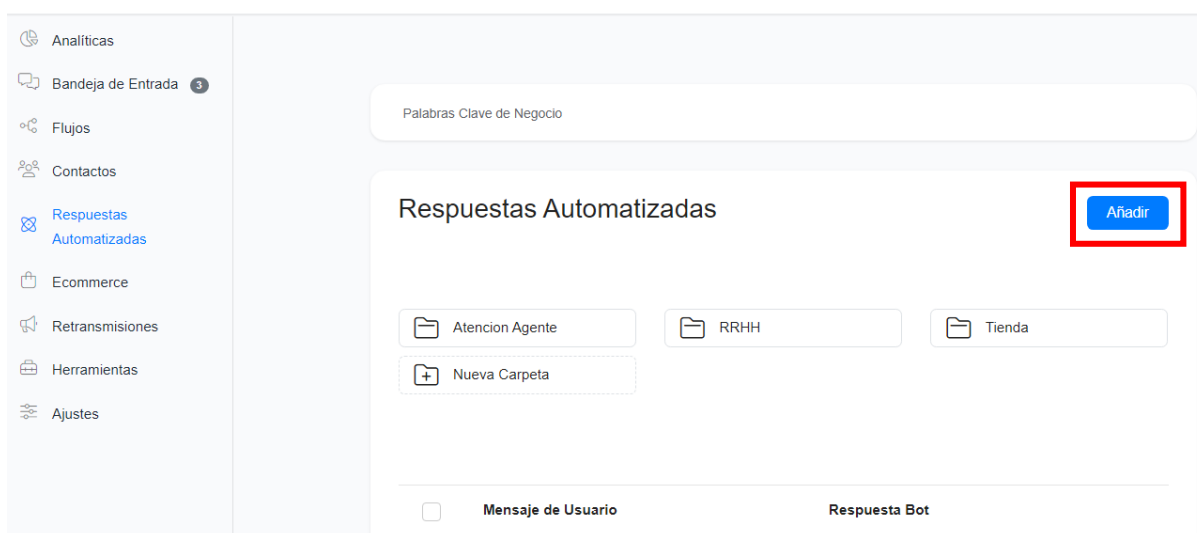 Analíticas
Bandeja de Entrada 3
Flujos
Contactos
Respuestas
Automatizadas
Ecommerce
Retransmisiones
Herramientas
Ajustes
Palabras Clave de Negocio
Respuestas Automatizadas
Añadir
Atencion Agente
RRHH
Tienda
Nueva Carpeta
Mensaje de Usuario
Respuesta Bot